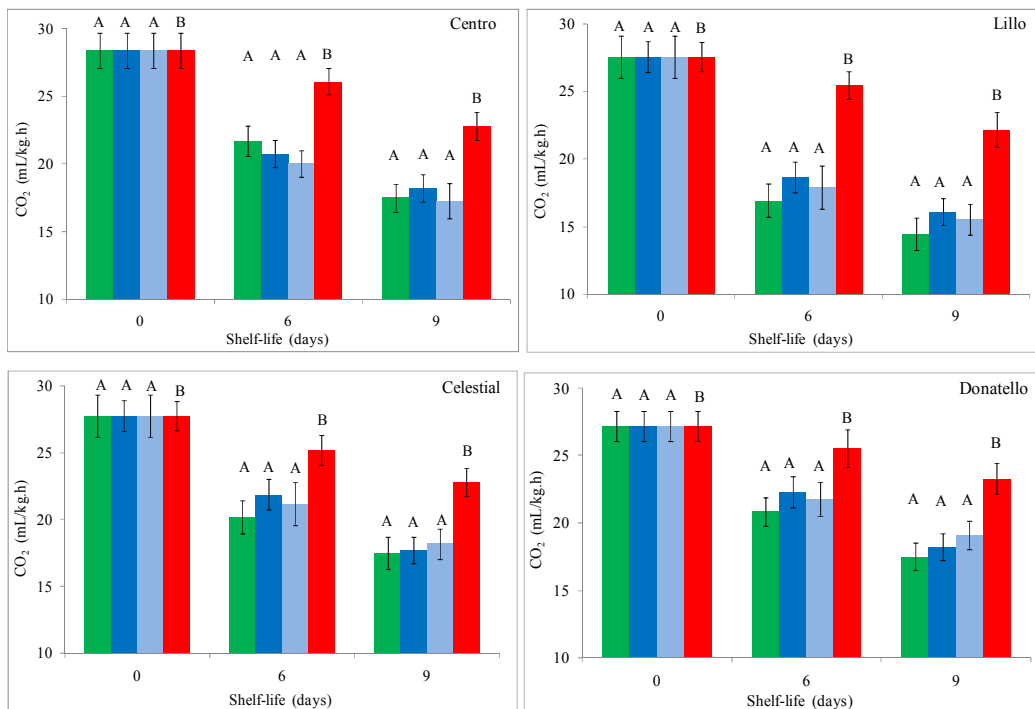 Centro
30
25
20
15
10
CO₂ (mL/kg.h)
A A A B
A A A B
A A A B
0 6 9
Shelf-life (days)
Lillo
30
25
20
15
10
CO₂ (mL/kg.h)
A A A B
A A A B
A A A B
0 6 9
Shelf-life (days)
Celestial
30
25
20
15
10
CO₂ (mL/kg.h)
A A A B
A A A B
A A A B
0 6 9
Shelf-life (days)
Donatello
30
25
20
15
10
CO₂ (mL/kg.h)
A A A B
A A A B
A A A B
0 6 9
Shelf-life (days)